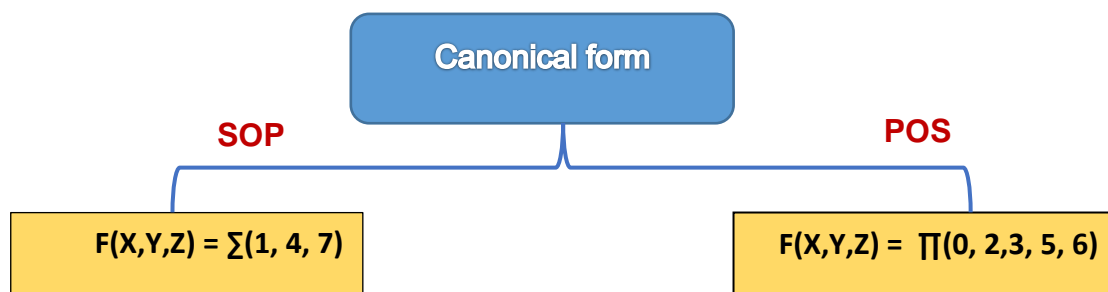 Canonical form
SOP
POS
F(X,Y,Z) = ∑(1, 4, 7)
F(X,Y,Z) = ∏(0, 2,3, 5, 6)